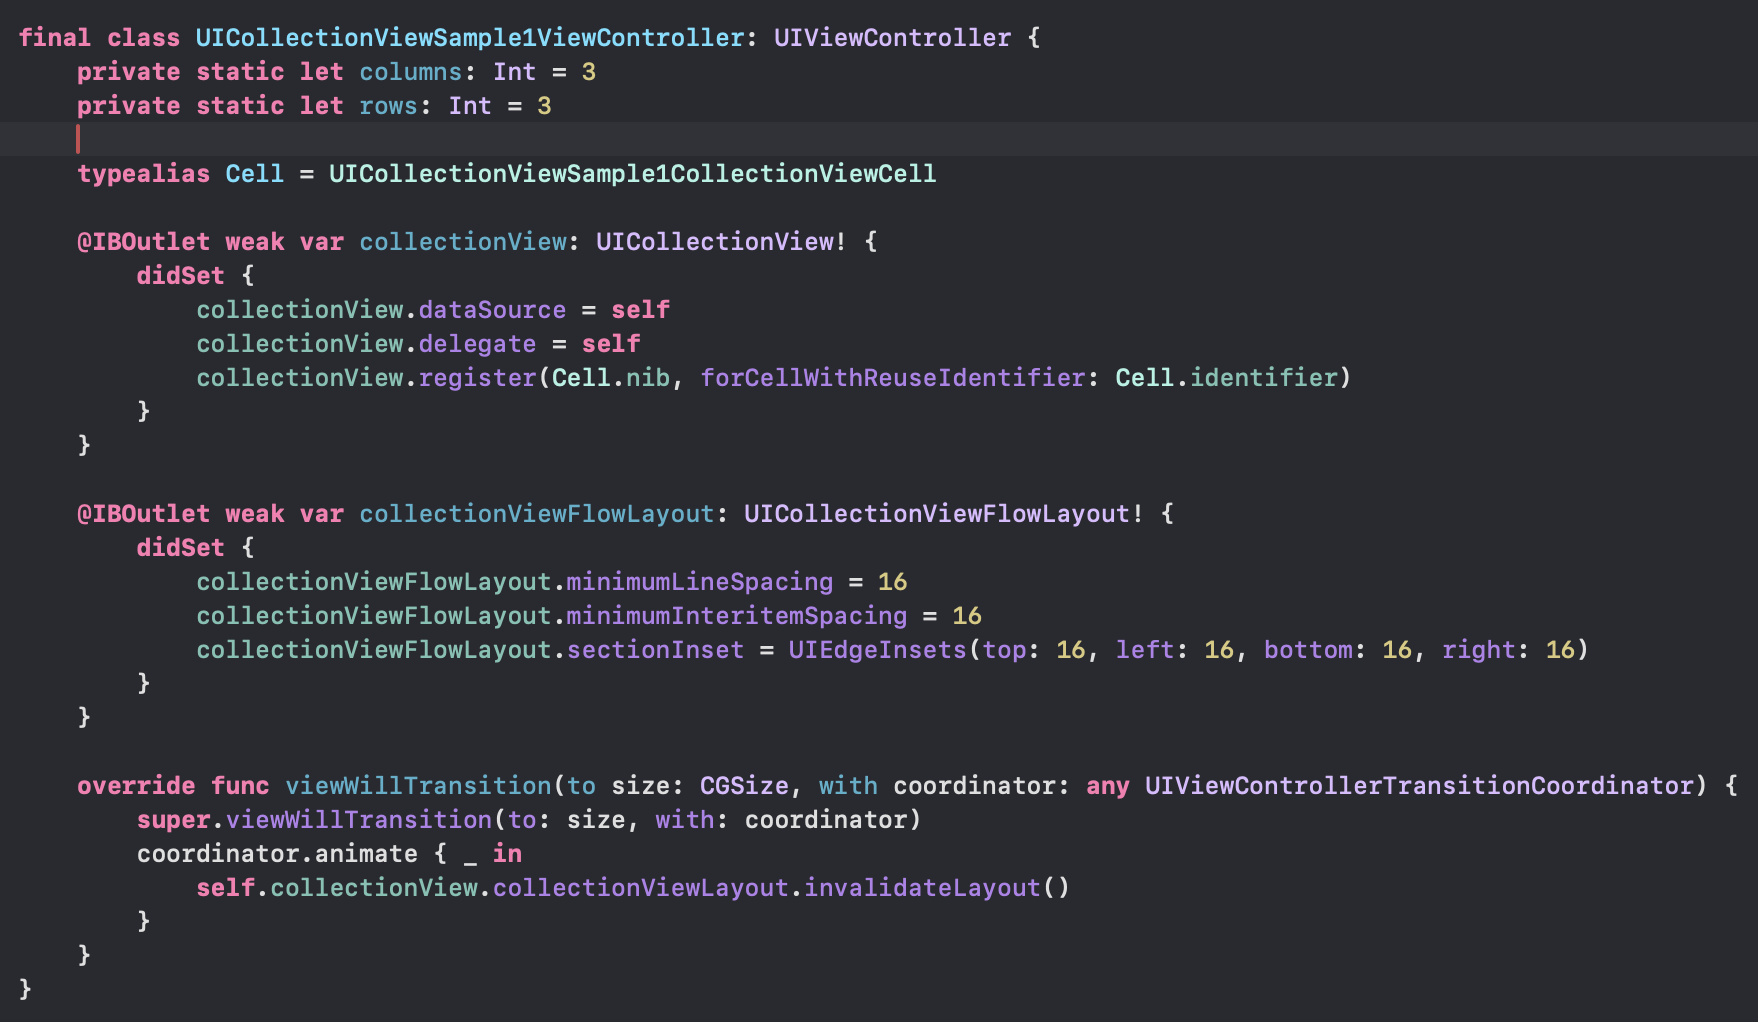 final class UICollectionViewSample1ViewController: UIViewController {
    private static let columns: Int = 3
    private static let rows: Int = 3

    typealias Cell = UICollectionViewSample1CollectionViewCell

    @IBOutlet weak var collectionView: UICollectionView! {
        didSet {
            collectionView.dataSource = self
            collectionView.delegate = self
            collectionView.register(Cell.nib, forCellWithReuseIdentifier: Cell.identifier)
        }
    }

    @IBOutlet weak var collectionViewFlowLayout: UICollectionViewFlowLayout! {
        didSet {
            collectionViewFlowLayout.minimumLineSpacing = 16
            collectionViewFlowLayout.minimumInteritemSpacing = 16
            collectionViewFlowLayout.sectionInset = UIEdgeInsets(top: 16, left: 16, bottom: 16, right: 16)
        }
    }

    override func viewWillTransition(to size: CGSize, with coordinator: any UIViewControllerTransitionCoordinator) {
        super.viewWillTransition(to: size, with: coordinator)
        coordinator.animate { _ in
            self.collectionView.collectionViewLayout.invalidateLayout()
        }
    }
}